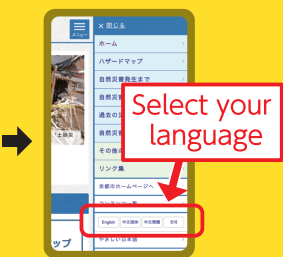 メニュー
× 閉じる
ホーム
ハザードマップ
自然災害発生まで
自然災害
過去の災
自然災害
その他の
リンク集
京都市ホームページへ
Select your
language
土砂災
English 中文简体 中文繁體 한국
やさしい日本語
ップ